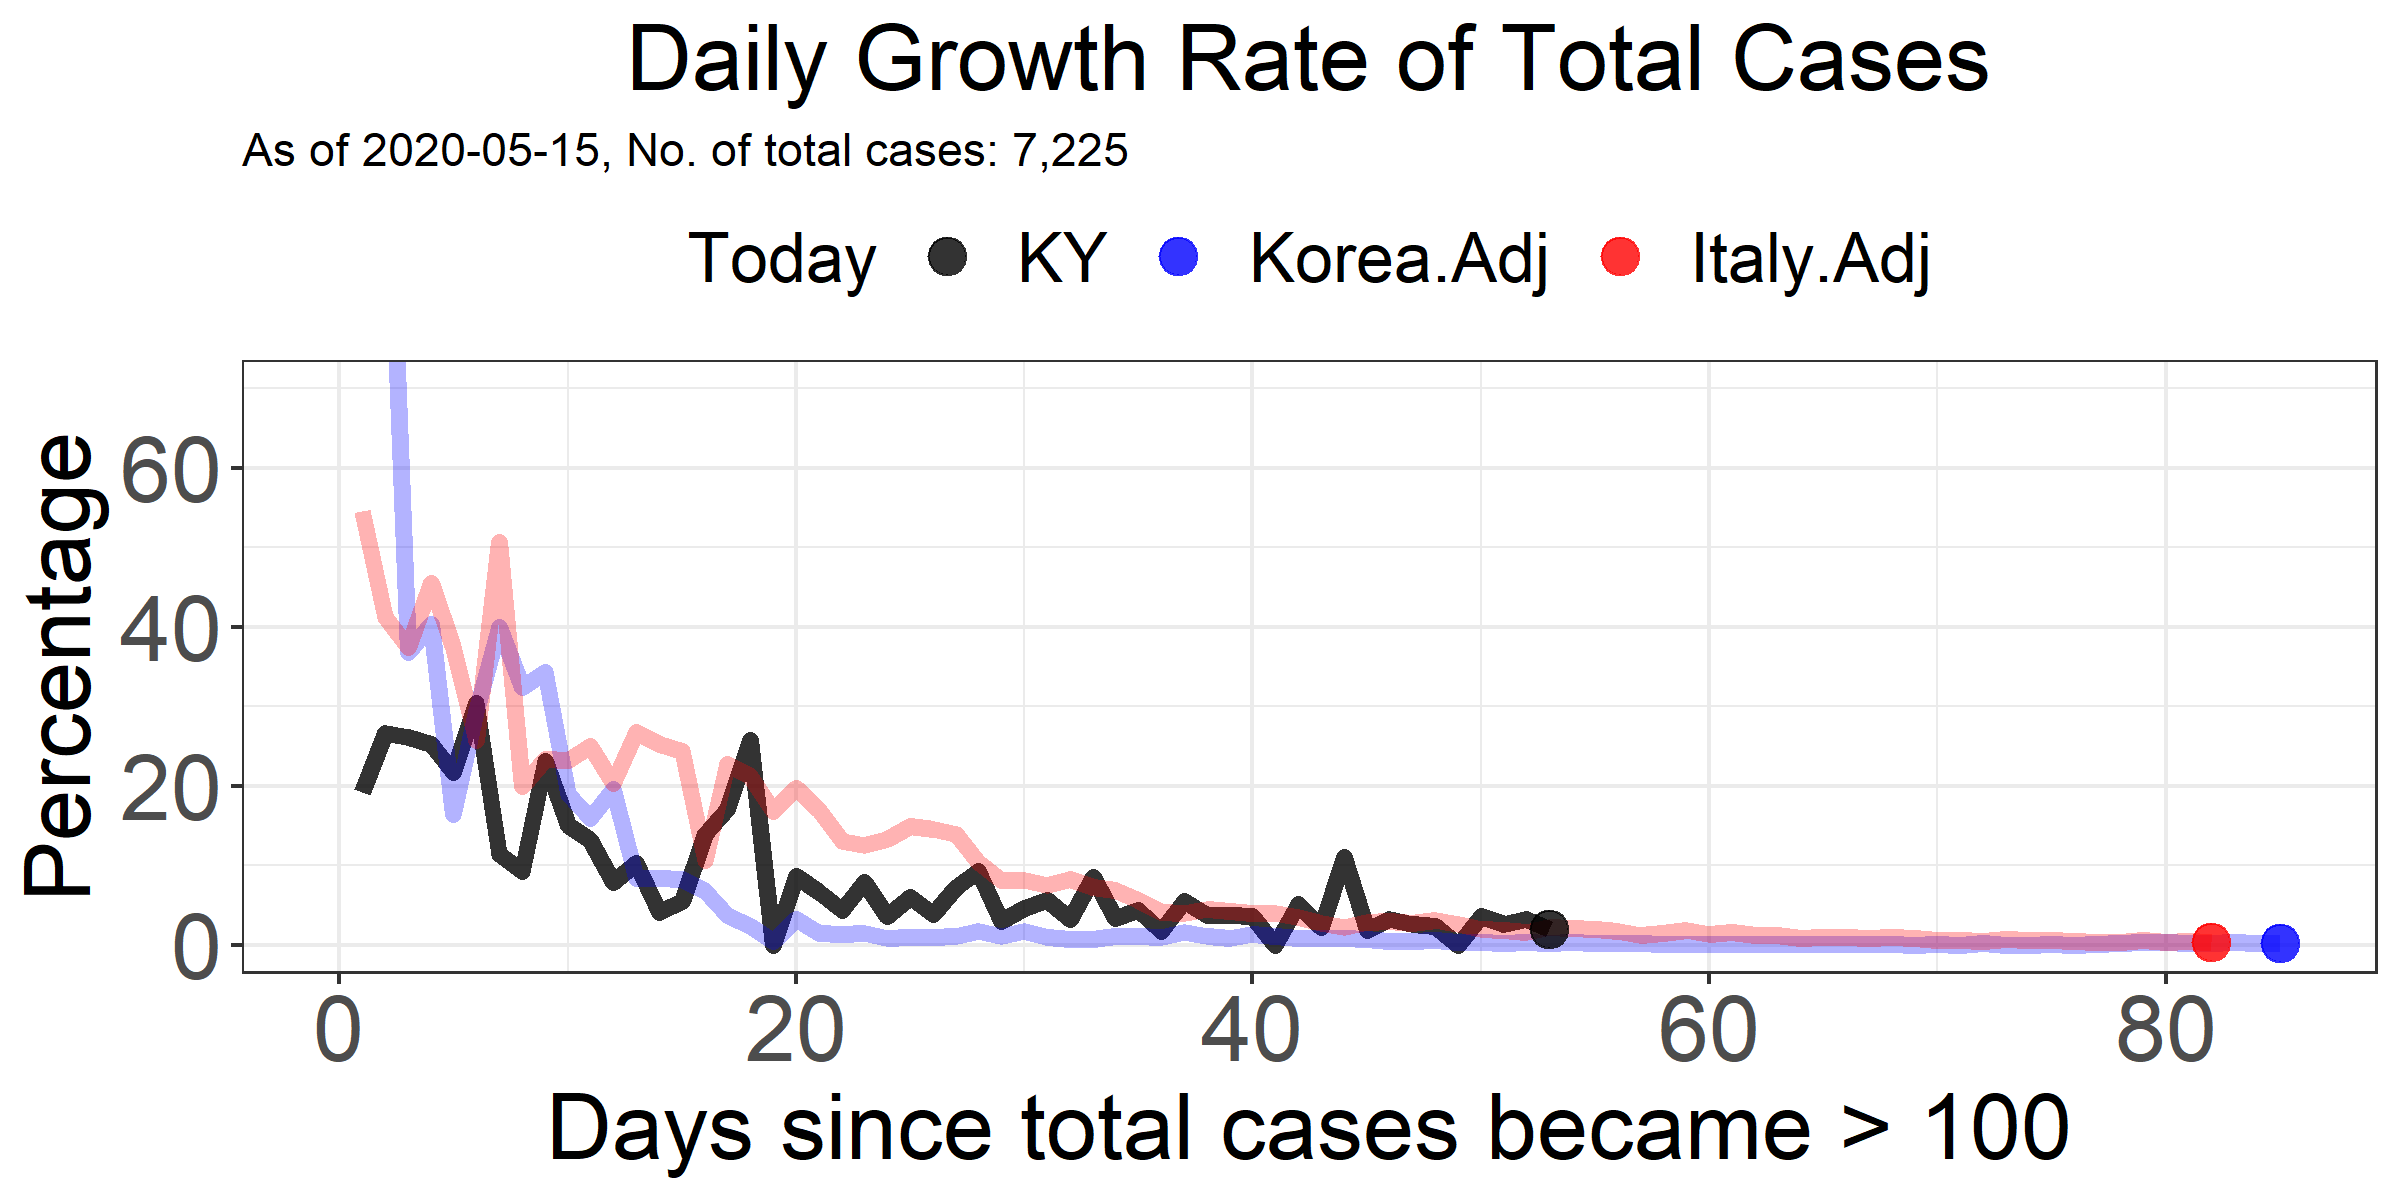 Daily Growth Rate of Total Cases
As of 2020-05-15, No. of total cases: 7,225
Today KY Korea.Adj Italy.Adj
Percentage
60
40
20
0
0 20 40 60 80
Days since total cases became > 100